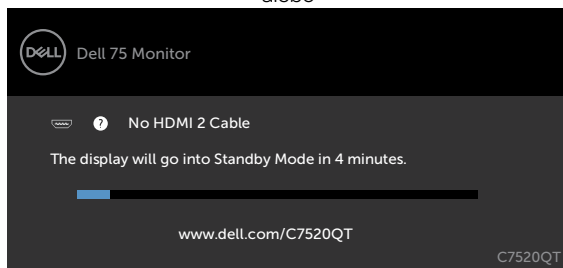 DELL
Dell 75 Monitor
? No HDMI 2 Cable
The display will go into Standby Mode in 4 minutes.
www.dell.com/C7520QT
C7520QT